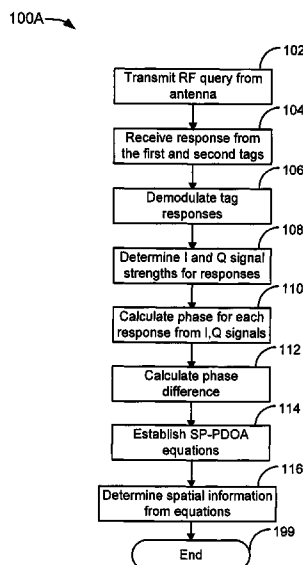 100A
102
Transmit RF query from
antenna
104
Receive response from
the first and second tags
106
Demodulate tag
responses
108
Determine I and Q signal
strengths for responses
110
Calculate phase for each
response from I,Q signals
112
Calculate phase
difference
114
Establish SP-PDOA
equations
116
Determine spatial information
from equations
199
End